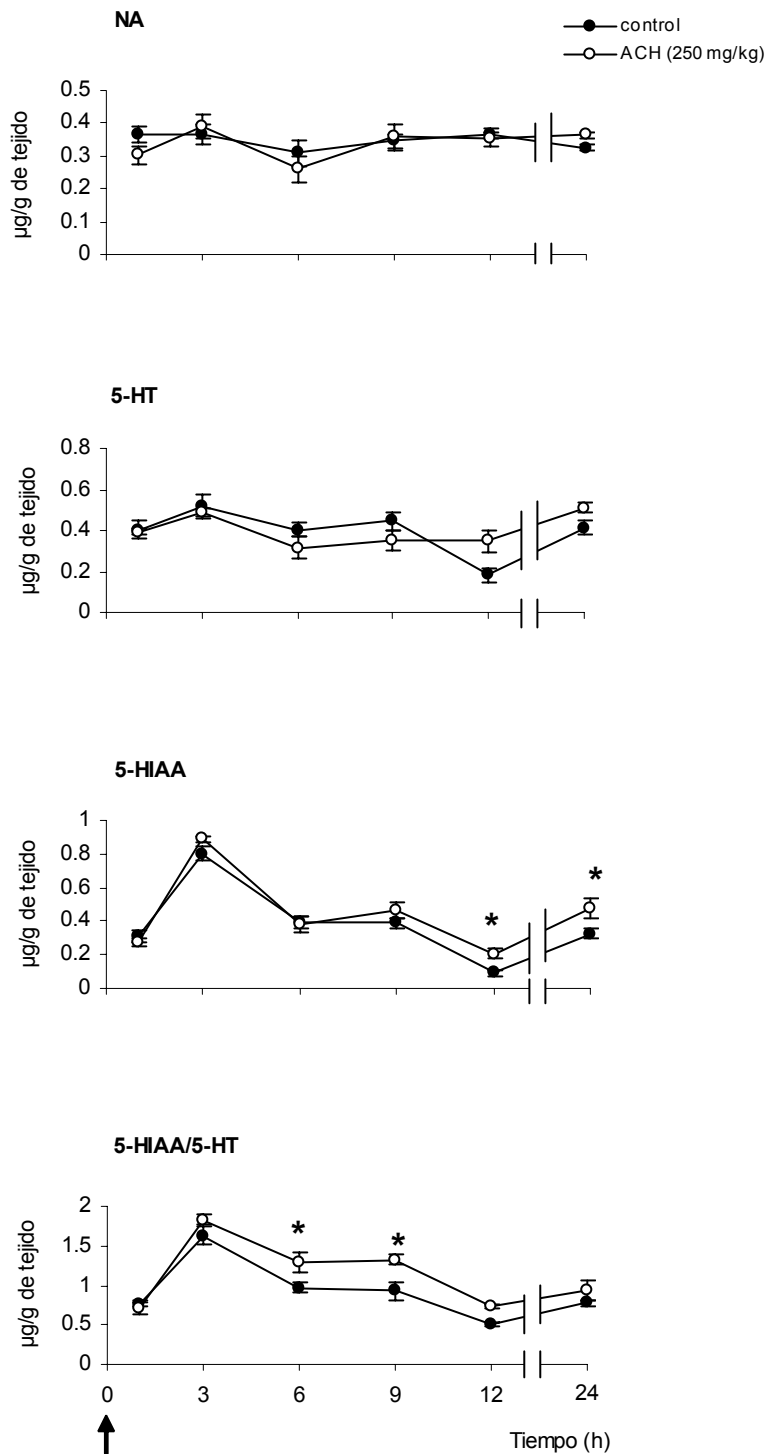 NA
control
ACH (250 mg/kg)
µg/g de tejido
0.5
0.4
0.3
0.2
0.1
0
5-HT
µg/g de tejido
0.8
0.6
0.4
0.2
0
5-HIAA
µg/g de tejido
1
0.8
0.6
0.4
0.2
0
*
*
5-HIAA/5-HT
µg/g de tejido
2
1.5
1
0.5
0
*
*
0 3 6 9 12 24
Tiempo (h)